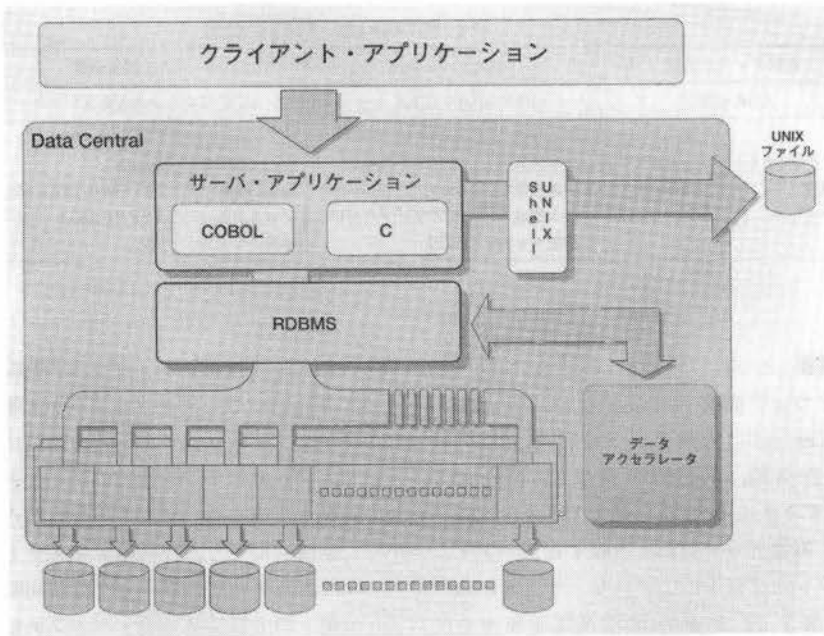 クライアント・アプリケーション
Data Central
UNIX
ファイル
サーバ・アプリケーション
COBOL
C
UNIX
Shell
RDBMS
データ
アクセラレータ